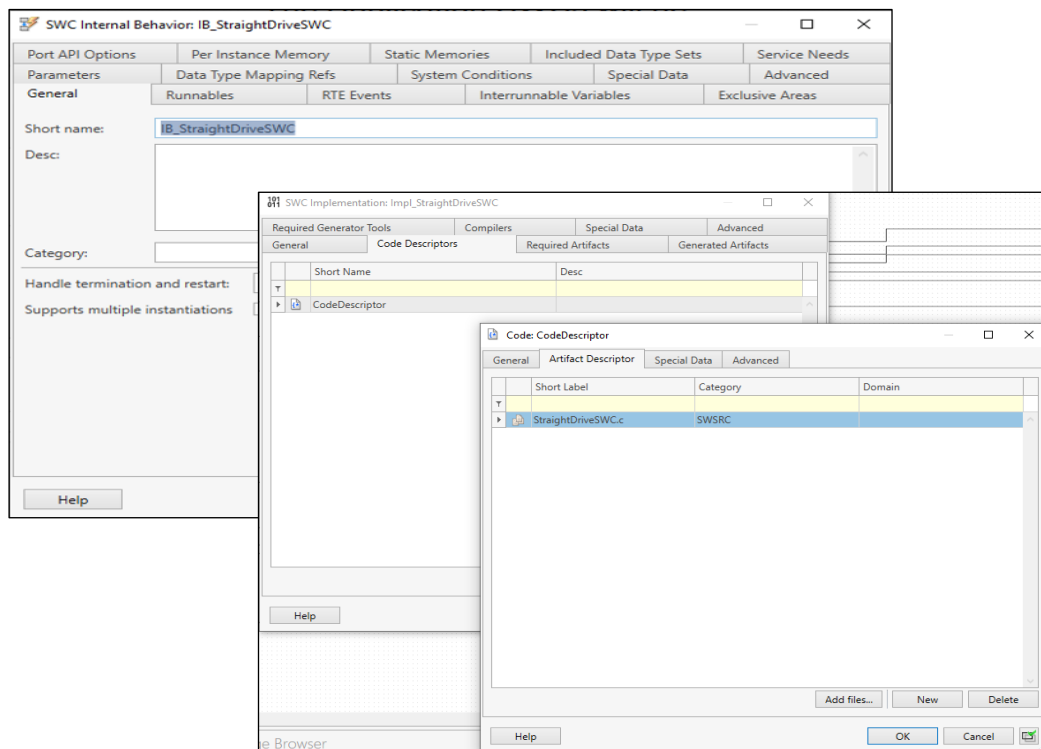 SWC Internal Behavior: IB_StraightDriveSWC
Port API Options Per Instance Memory Static Memories Included Data Type Sets Service Needs
Parameters Data Type Mapping Refs System Conditions Special Data Advanced
General Runnables RTE Events Interrunnable Variables Exclusive Areas
Short name: IB_StraightDriveSWC
Desc:
Category:
Handle termination and restart:
Supports multiple instantiations
Help
101
011
SWC Implementation: Impl_StraightDriveSWC
Required Generator Tools Compilers Special Data Advanced
General Code Descriptors Required Artifacts Generated Artifacts
Short Name Desc
CodeDescriptor
Help
Code: CodeDescriptor
General Artifact Descriptor Special Data Advanced
Short Label Category Domain
StraightDriveSWC.c SWSRC
Add files... New Delete
Help OK Cancel
e Browser